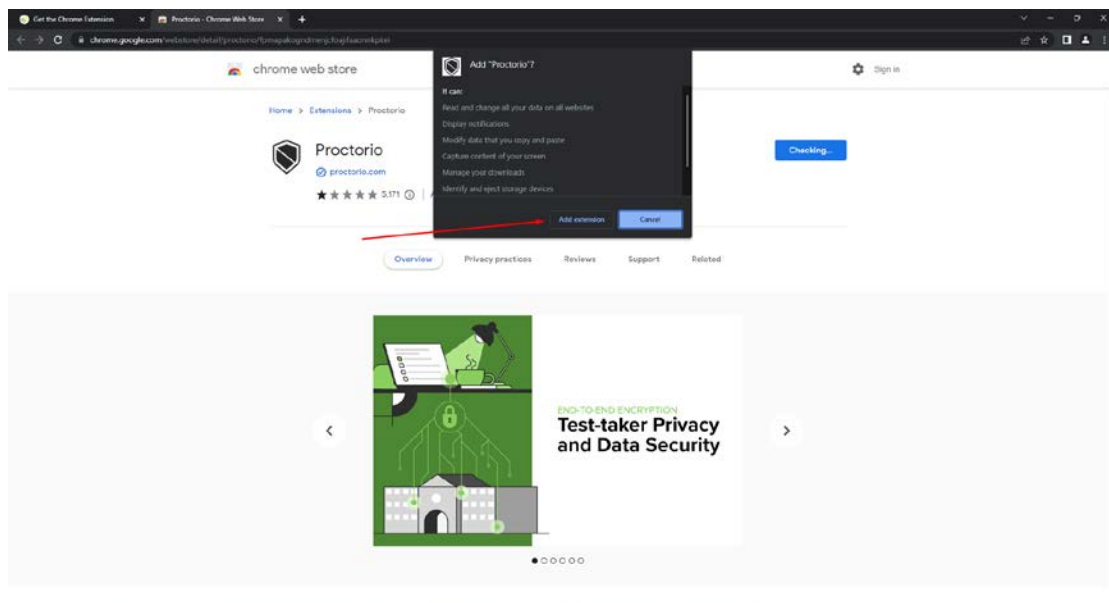 Get the Chrome Extension
Proctorio - Chrome Web Store
chrome web store
Sign in
Home > Extensions > Proctorio
Proctorio
proctorio.com
5,171
Checking...
Add "Proctorio"?
It can:
Read and change all your data on all websites
Display notifications
Modify data that you copy and paste
Capture content of your screen
Manage your downloads
Identify and eject storage devices
Add extension
Cancel
Overview
Privacy practices
Reviews
Support
Related
END-TO-END ENCRYPTION
Test-taker Privacy
and Data Security